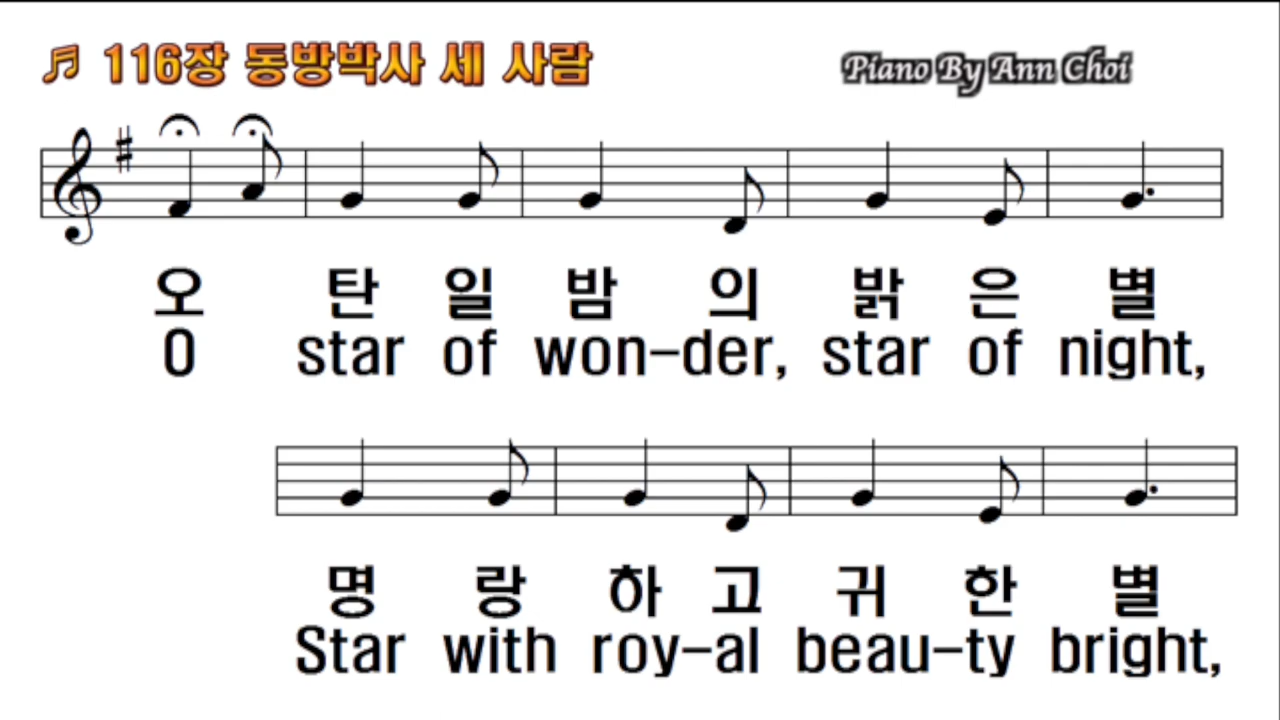 116장 동방박사 세 사람
Piano By Ann Choi
오 탄 일 밤 의 밝 은 별
O star of won-der, star of night,
명 랑 하 고 귀 한 별
Star with roy-al beau-ty bright,